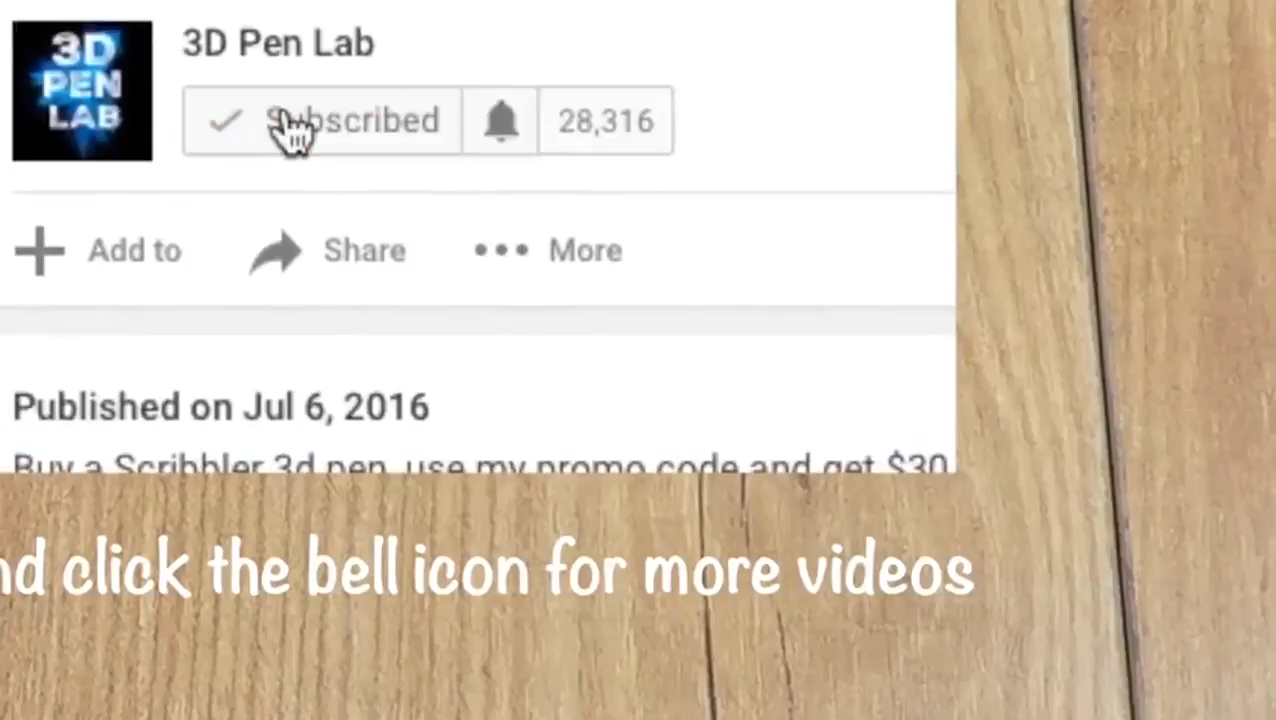 3D
PEN
LAB
3D Pen Lab
Subscribed
28,316
Add to
Share
More
Published on Jul 6, 2016
Buy a Scribbler 3d pen, use my promo code and get $30
nd click the bell icon for more videos